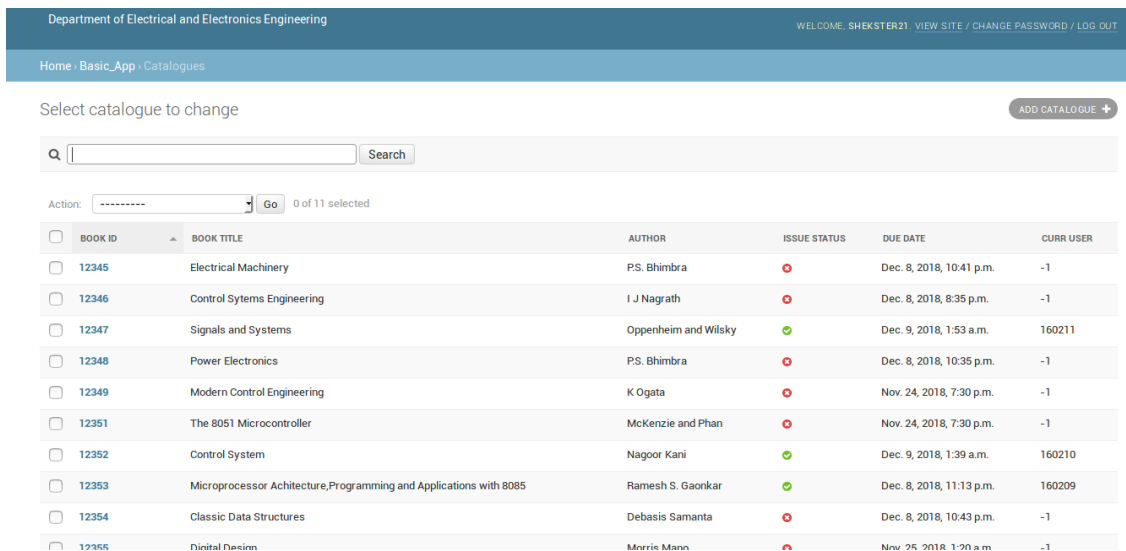 Department of Electrical and Electronics Engineering
WELCOME, SHEKSTER21. VIEW SITE / CHANGE PASSWORD / LOG OUT
Home › Basic_App › Catalogues
Select catalogue to change
ADD CATALOGUE +
Search
Action: --------- Go 0 of 11 selected
BOOK ID BOOK TITLE AUTHOR ISSUE STATUS DUE DATE CURR USER
12345 Electrical Machinery P.S. Bhimbra Dec. 8, 2018, 10:41 p.m. -1
12346 Control Sytems Engineering I J Nagrath Dec. 8, 2018, 8:35 p.m. -1
12347 Signals and Systems Oppenheim and Wilsky Dec. 9, 2018, 1:53 a.m. 160211
12348 Power Electronics P.S. Bhimbra Dec. 8, 2018, 10:35 p.m. -1
12349 Modern Control Engineering K Ogata Nov. 24, 2018, 7:30 p.m. -1
12351 The 8051 Microcontroller McKenzie and Phan Nov. 24, 2018, 7:30 p.m. -1
12352 Control System Nagoor Kani Dec. 9, 2018, 1:39 a.m. 160210
12353 Microprocessor Achitecture,Programming and Applications with 8085 Ramesh S. Gaonkar Dec. 8, 2018, 11:13 p.m. 160209
12354 Classic Data Structures Debasis Samanta Dec. 8, 2018, 10:43 p.m. -1
12355 Digital Design Morris Mano Nov. 25, 2018, 1:20 a.m. -1